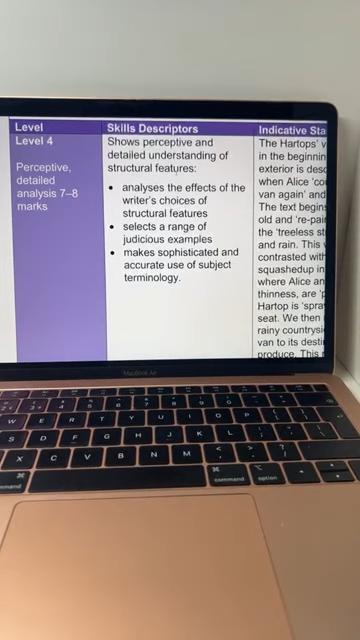 Level Skills Descriptors Indicative Sta
Level 4
Perceptive,
detailed
analysis 7–8
marks
Shows perceptive and
detailed understanding of
structural features:
• analyses the effects of the
writer's choices of
structural features
• selects a range of
judicious examples
• makes sophisticated and
accurate use of subject
terminology.
The Hartops' v
in the beginnin
exterior is desc
when Alice 'co
van again' and
The text begins
old and 're-pai
the 'treeless st
and rain. This
contrasted with
squashedup in
where Alice an
thinness, are 'p
Hartop is 'spra
seat. We then
rainy countrysi
van to its desti
produce. This
MacBook Air
W E R T Y U I O P
S D F G H J K L
X C V B N M
command
command option